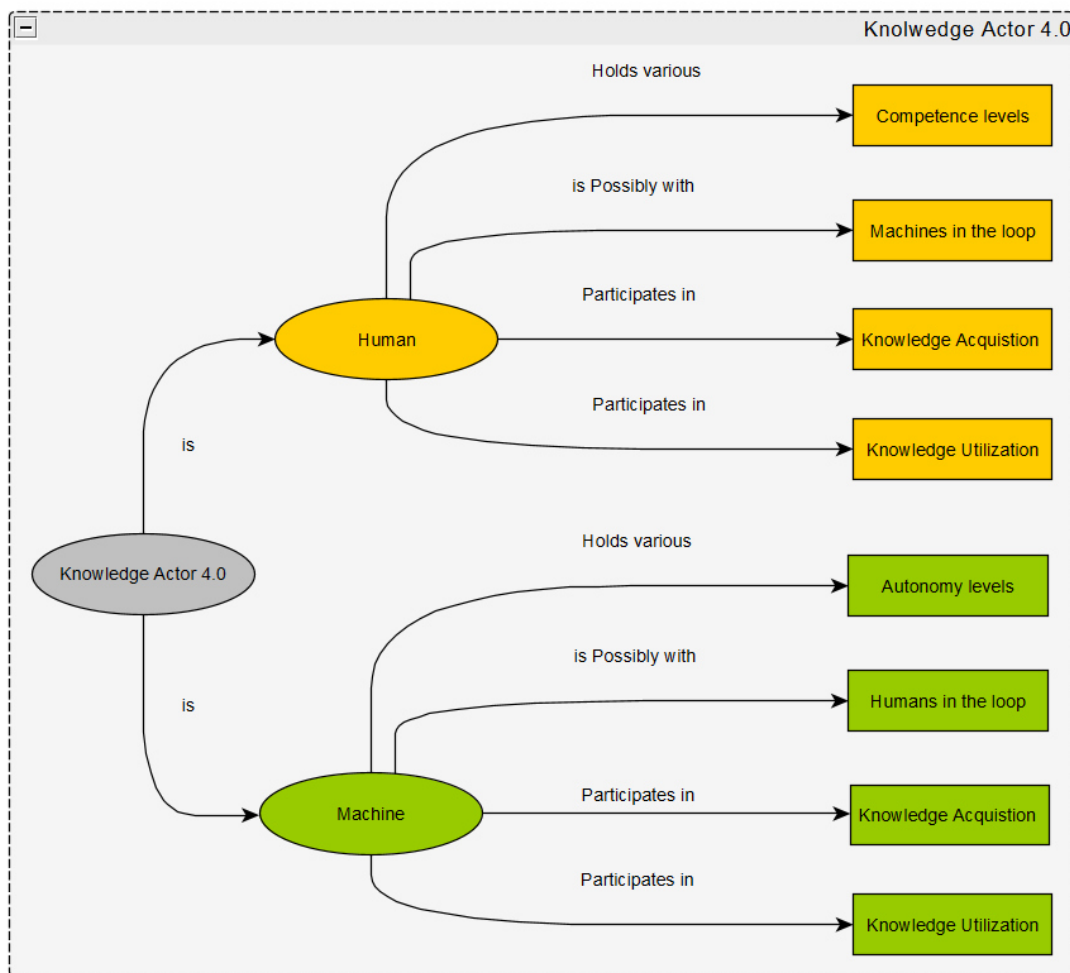 Knolwedge Actor 4.0
Holds various
Competence levels
is Possibly with
Machines in the loop
Participates in
Human
Knowledge Acquistion
Participates in
is
Knowledge Utilization
Holds various
Knowledge Actor 4.0
Autonomy levels
is Possibly with
is
Humans in the loop
Participates in
Machine
Knowledge Acquistion
Participates in
Knowledge Utilization